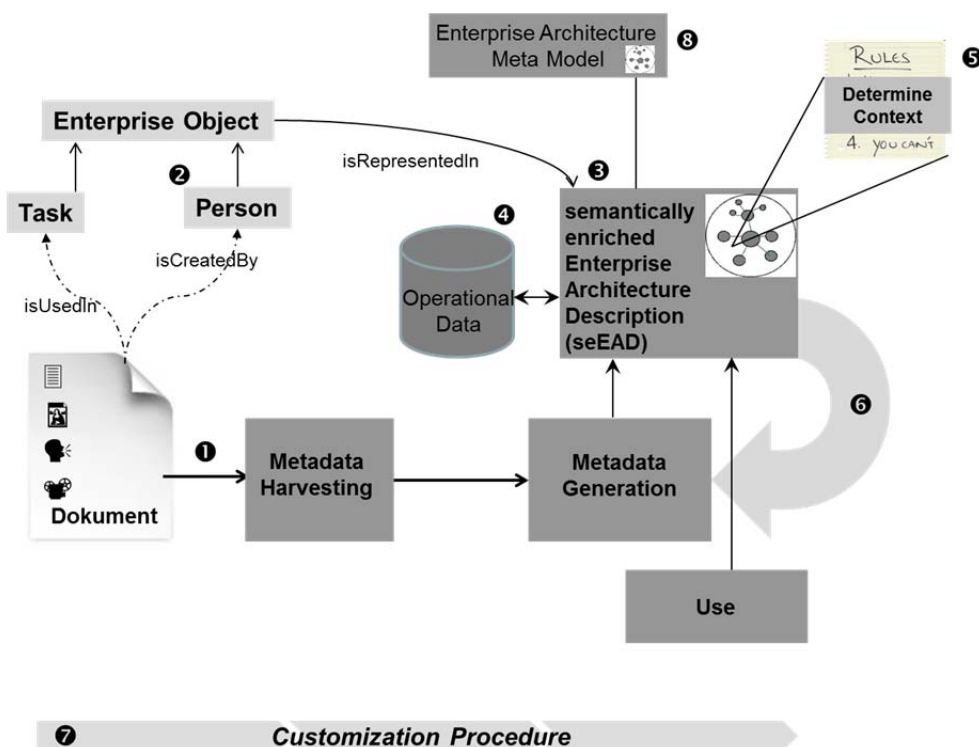 Enterprise Architecture
Meta Model
❽
RULES
❺
Determine
Context
4. YOU CAN'T
Enterprise Object
isRepresentedIn
❷
❸
Task
Person
❹
semantically
enriched
Enterprise
Architecture
Description
(seEAD)
isCreatedBy
isUsedIn
Operational
Data
❻
❶
Metadata
Harvesting
Metadata
Generation
Dokument
Use
❼
Customization Procedure